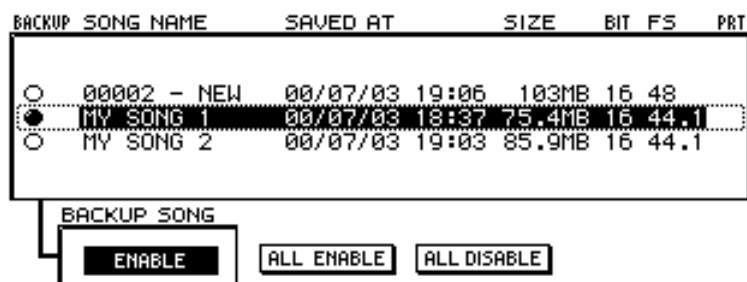 BACKUP SONG NAME SAVED AT SIZE BIT FS PRT
00002 - NEW 00/07/03 19:06 103MB 16 48
MY SONG 1 00/07/03 18:37 75.4MB 16 44.1
MY SONG 2 00/07/03 19:03 85.9MB 16 44.1
BACKUP SONG
ENABLE ALL ENABLE ALL DISABLE